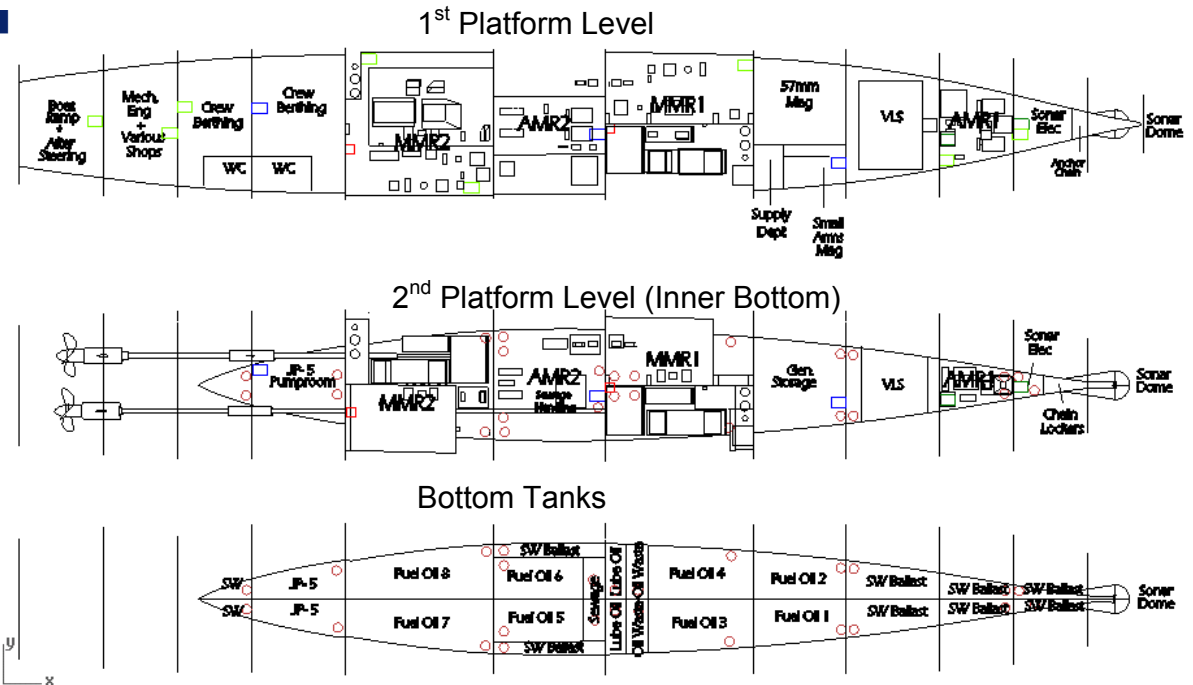 1st Platform Level
Boat
Ramp
+
After
Steering
Mech,
Eng
+
Various
Shops
Crew
Berthing
Crew
Berthing
WC
WC
MMR2
AMR2
MMR1
57mm
Mag
VLS
AMR1
Sonar
Elec
Sonar
Dome
Anchor
Chain
Supply
Dept
Small
Arms
Mag
2nd Platform Level (Inner Bottom)
JP-5
Pumproom
MMR2
AMR2
Sewage
Handling
MMR1
Gen.
Storage
VLS
AMR1
Sonar
Elec
Sonar
Dome
Chain
Lockers
Bottom Tanks
SW
SW
JP-5
JP-5
Fuel Oil 8
Fuel Oil 7
SW Ballast
Fuel Oil 6
Fuel Oil 5
SW Ballast
Sewage
Lube Oil
Lube Oil
Oil Waste
Oil Waste
Fuel Oil 4
Fuel Oil 3
Fuel Oil 2
Fuel Oil 1
SW Ballast
SW Ballast
SW Ballast
SW Ballast
SW Ballast
SW Ballast
Sonar
Dome
y
x